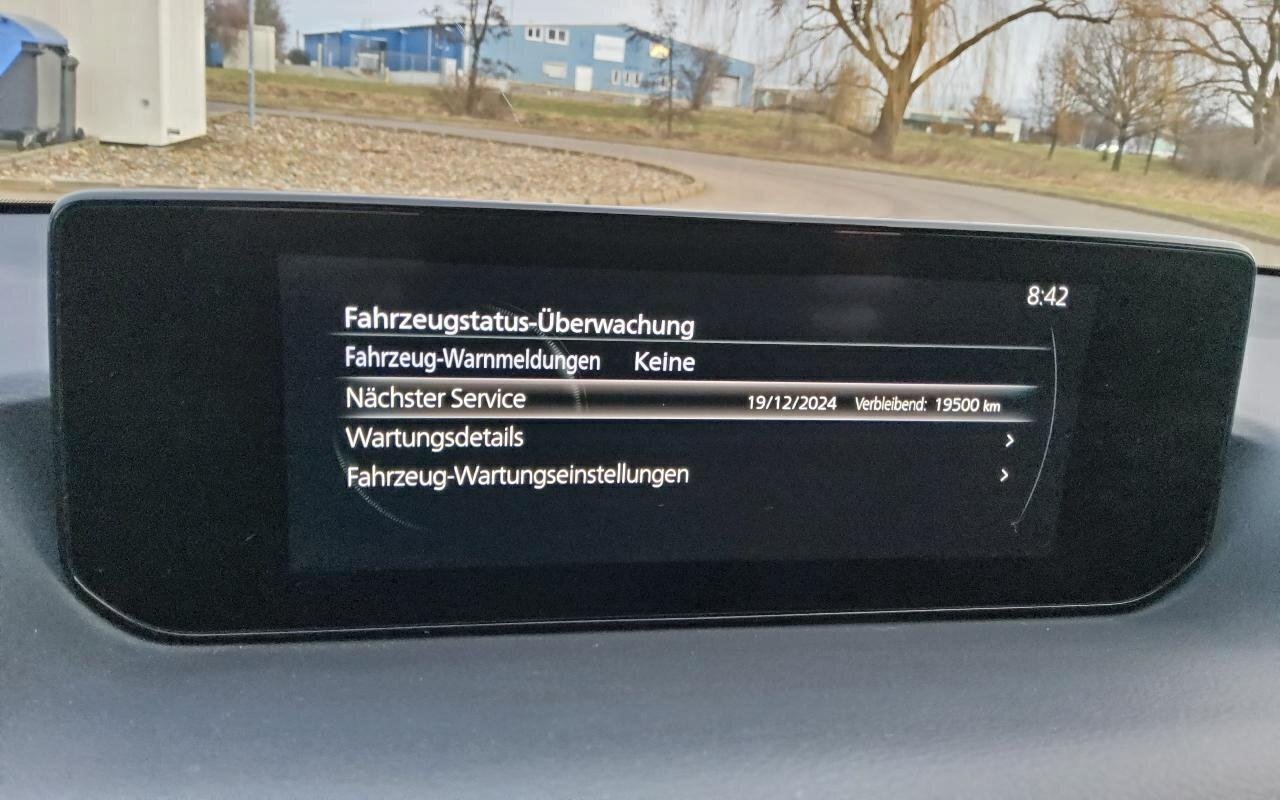 8:42
Fahrzeugstatus-Überwachung
Fahrzeug-Warnmeldungen Keine
Nächster Service 19/12/2024 Verbleibend: 19500 km
Wartungsdetails
Fahrzeug-Wartungseinstellungen